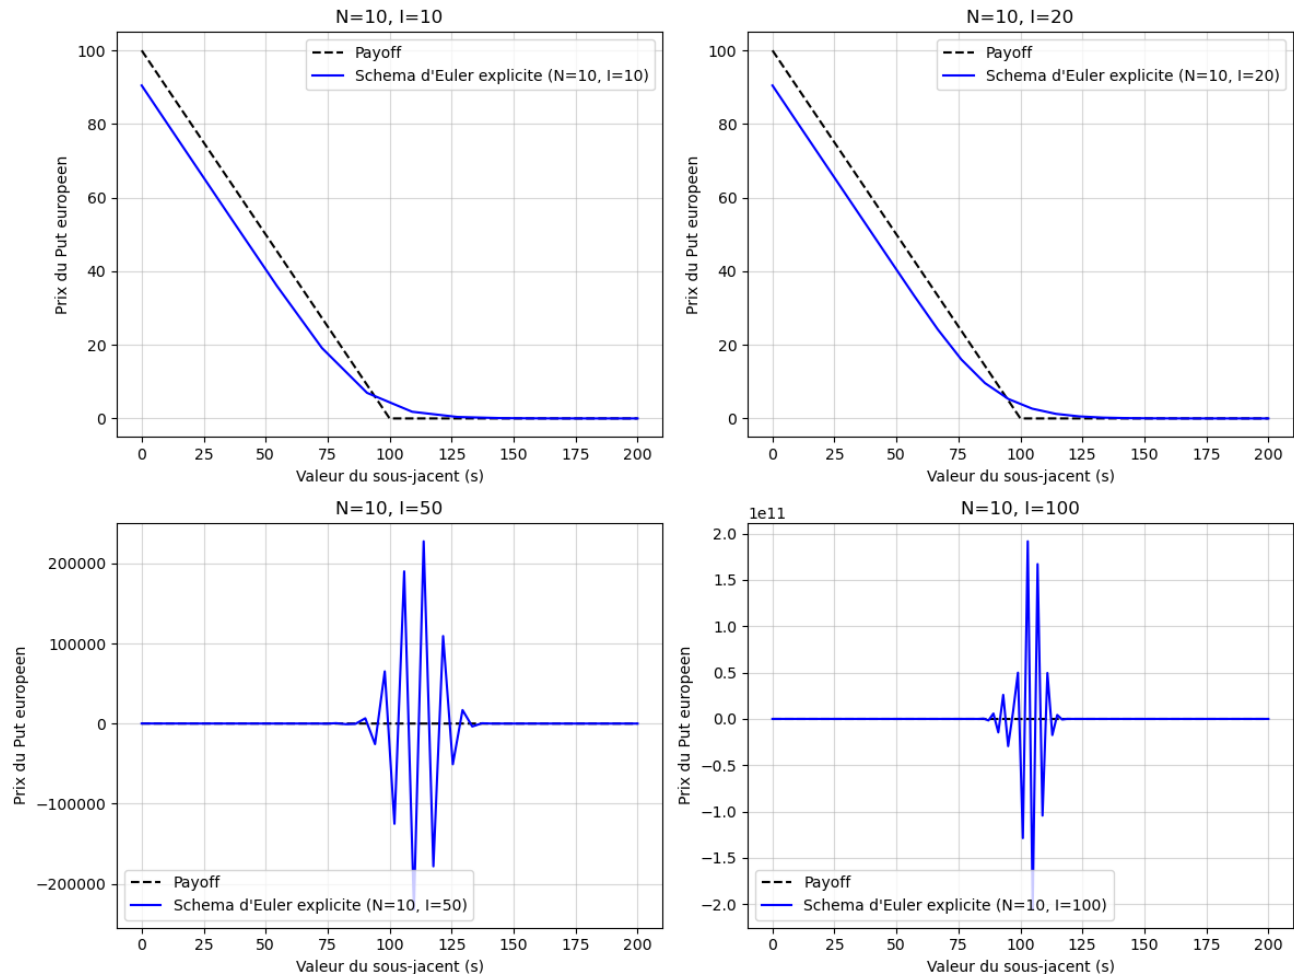 N=10, I=10
Payoff
Schema d'Euler explicite (N=10, I=10)
Prix du Put europeen
100
80
60
40
20
0
0 25 50 75 100 125 150 175 200
Valeur du sous-jacent (s)
N=10, I=20
Payoff
Schema d'Euler explicite (N=10, I=20)
Prix du Put europeen
100
80
60
40
20
0
0 25 50 75 100 125 150 175 200
Valeur du sous-jacent (s)
N=10, I=50
Prix du Put europeen
200000
100000
0
−100000
−200000
Payoff
Schema d'Euler explicite (N=10, I=50)
0 25 50 75 100 125 150 175 200
Valeur du sous-jacent (s)
N=10, I=100
1e11
Prix du Put europeen
2.0
1.5
1.0
0.5
0.0
−0.5
−1.0
−1.5
−2.0
Payoff
Schema d'Euler explicite (N=10, I=100)
0 25 50 75 100 125 150 175 200
Valeur du sous-jacent (s)